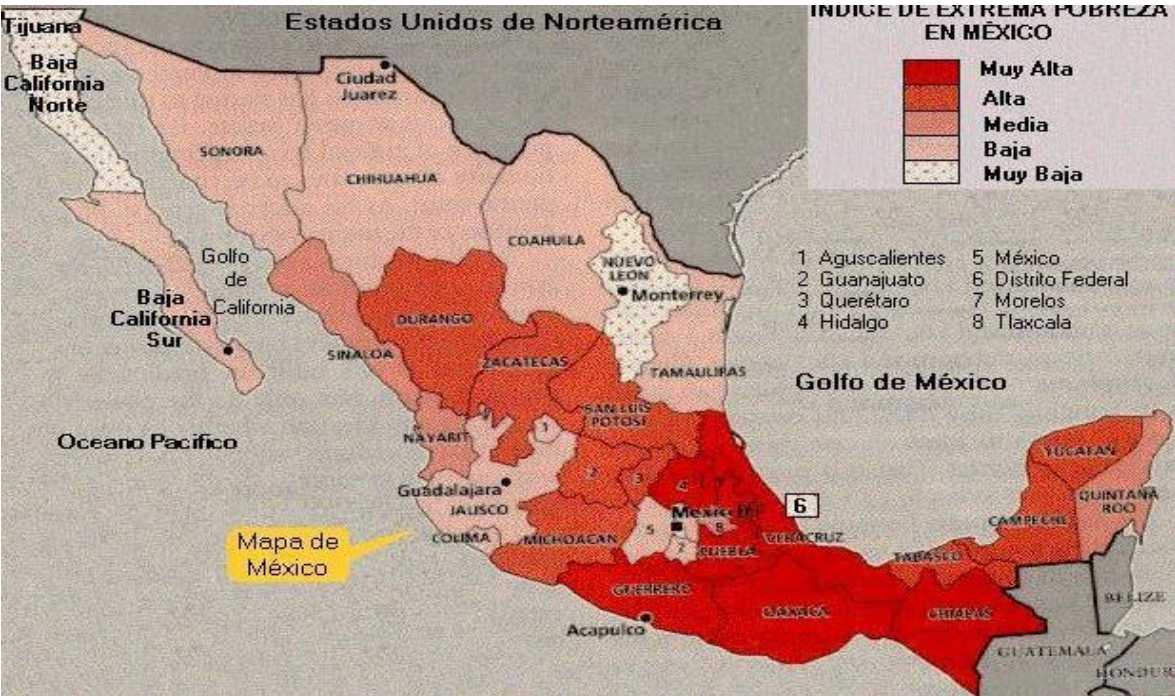 Estados Unidos de Norteamérica
INDICE DE EXTREMA POBREZA
EN MÉXICO
Muy Alta
Alta
Media
Baja
Muy Baja
Tijuana
Baja
California
Norte
Ciudad
Juarez
SONORA
CHIHUAHUA
COAHUILA
NUEVO
LEON
Monterrey
Golfo
de
California
Baja
California
Sur
1 Aguascalientes
2 Guanajuato
3 Querétaro
4 Hidalgo
5 México
6 Distrito Federal
7 Morelos
8 Tlaxcala
DURANGO
SINALOA
ZACATECAS
TAMAULIPAS
SAN LUIS
POTOSI
Golfo de México
Oceano Pacifico
NAYARIT
1
2
3
4
5
6
7
8
Guadalajara
JALISCO
COLIMA
MICHOACAN
PUEBLA
VERACRUZ
YUCATAN
QUINTANA
ROO
CAMPECHE
TABASCO
Mapa de
México
GUERRERO
OAXACA
CHIAPAS
Acapulco
BELIZE
GUATEMALA
HONDUR